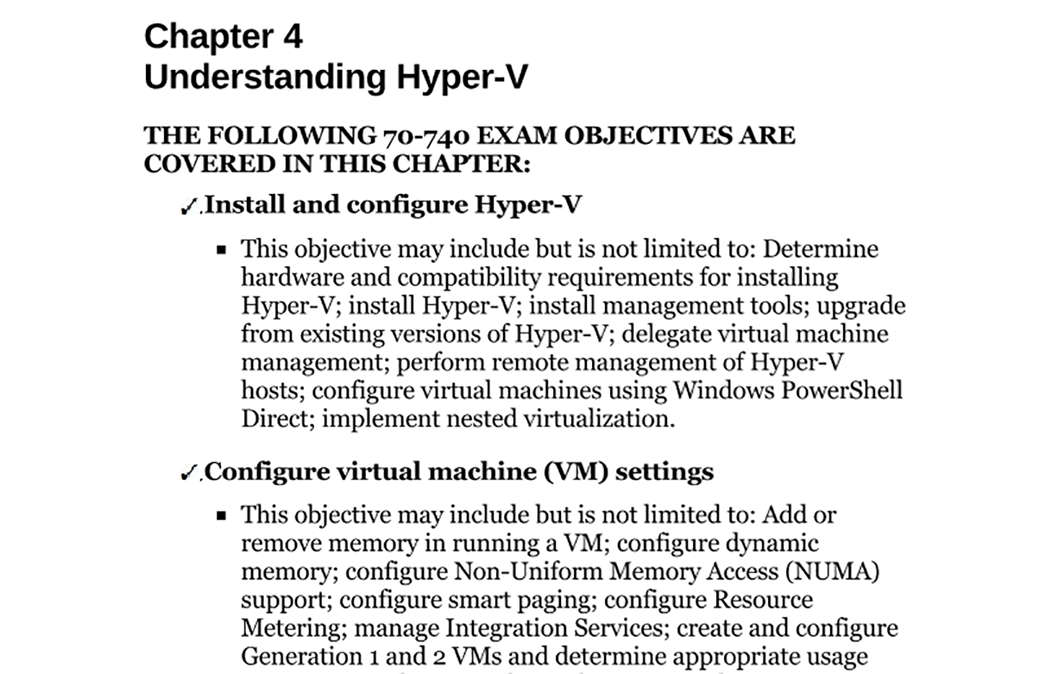 Chapter 4
Understanding Hyper-V
THE FOLLOWING 70-740 EXAM OBJECTIVES ARE
COVERED IN THIS CHAPTER:
✓.Install and configure Hyper-V
■ This objective may include but is not limited to: Determine
hardware and compatibility requirements for installing
Hyper-V; install Hyper-V; install management tools; upgrade
from existing versions of Hyper-V; delegate virtual machine
management; perform remote management of Hyper-V
hosts; configure virtual machines using Windows PowerShell
Direct; implement nested virtualization.
✓.Configure virtual machine (VM) settings
■ This objective may include but is not limited to: Add or
remove memory in running a VM; configure dynamic
memory; configure Non-Uniform Memory Access (NUMA)
support; configure smart paging; configure Resource
Metering; manage Integration Services; create and configure
Generation 1 and 2 VMs and determine appropriate usage